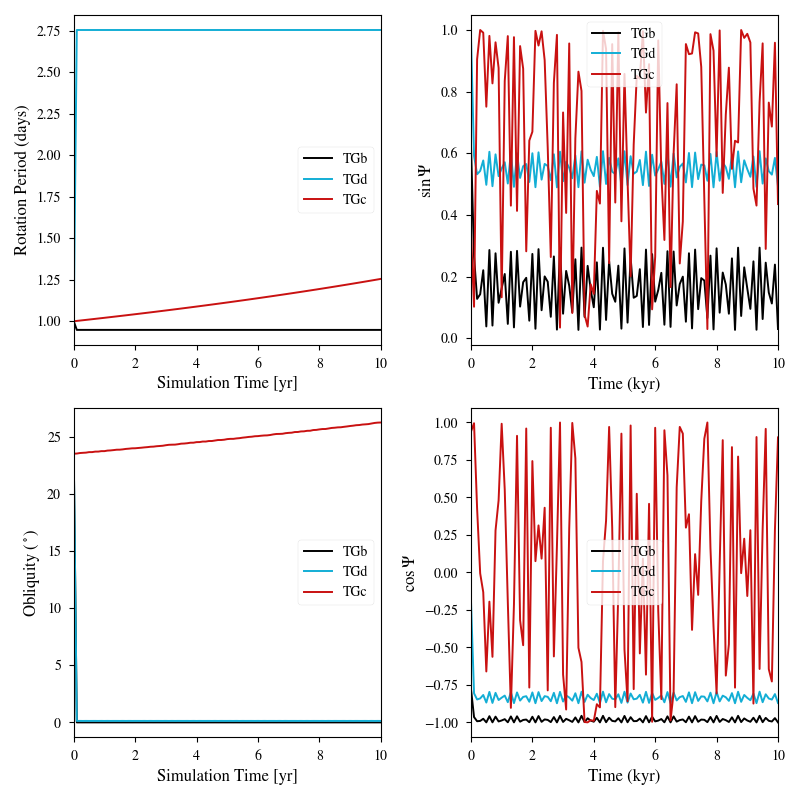 2.75
2.50
2.25
2.00
1.75
1.50
1.25
1.00
Rotation Period (days)
TGb
TGd
TGc
0
2
4
6
8
10
Simulation Time [yr]
1.0
0.8
0.6
0.4
0.2
0.0
sin Ψ
TGb
TGd
TGc
0
2
4
6
8
10
Time (kyr)
25
20
15
10
5
0
Obliquity (°)
TGb
TGd
TGc
0
2
4
6
8
10
Simulation Time [yr]
1.00
0.75
0.50
0.25
0.00
−0.25
−0.50
−0.75
−1.00
cos Ψ
TGb
TGd
TGc
0
2
4
6
8
10
Time (kyr)